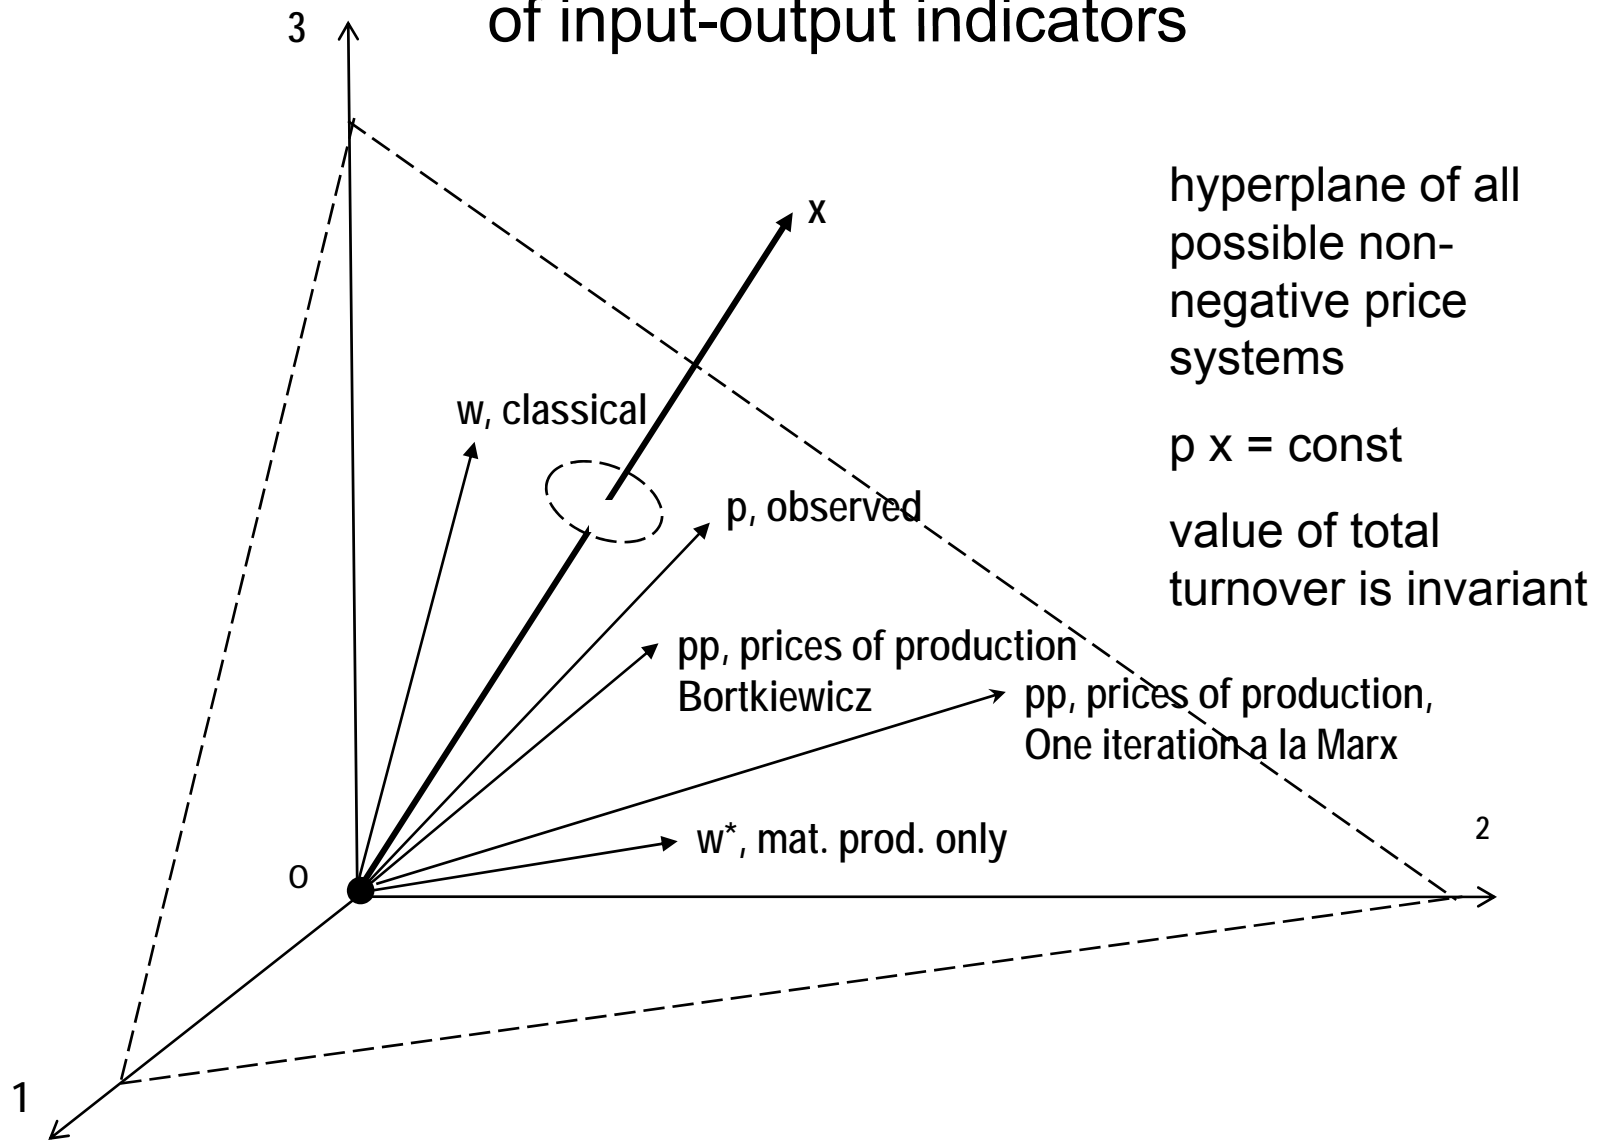 of input-output indicators
3
hyperplane of all
possible non-
negative price
systems
x
w, classical
p x = const
p, observed
value of total
turnover is invariant
pp, prices of production
Bortkiewicz
pp, prices of production,
One iteration a la Marx
w*, mat. prod. only
2
0
1